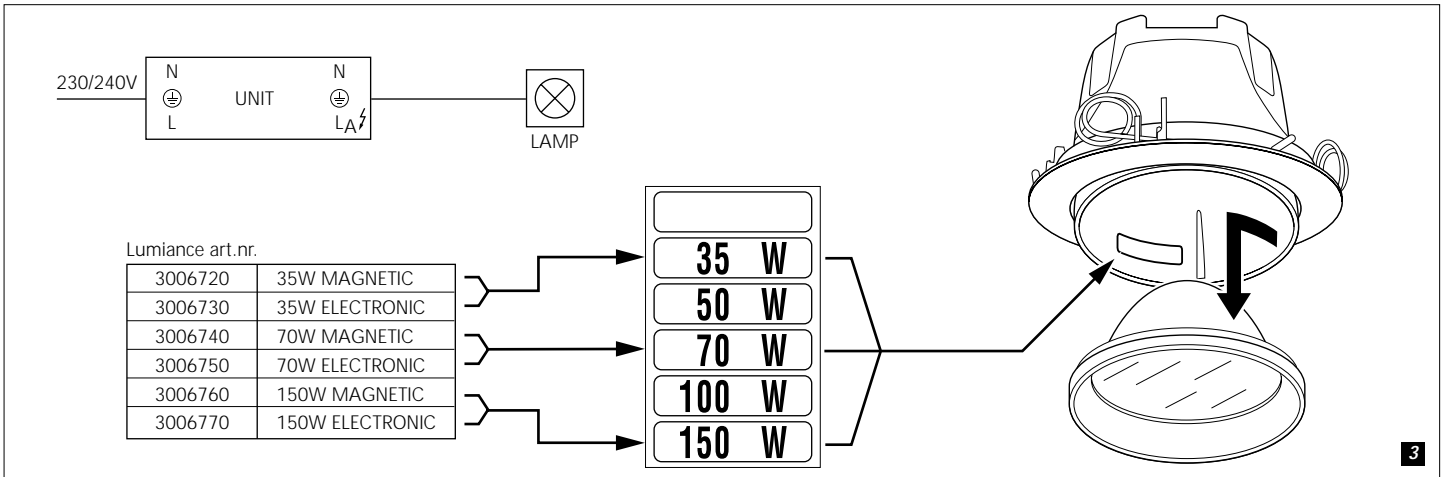 230/240V
N N
UNIT
L LA
LAMP
Lumiance art.nr.
3006720 35W MAGNETIC
3006730 35W ELECTRONIC
3006740 70W MAGNETIC
3006750 70W ELECTRONIC
3006760 150W MAGNETIC
3006770 150W ELECTRONIC
35 W
50 W
70 W
100 W
150 W
3